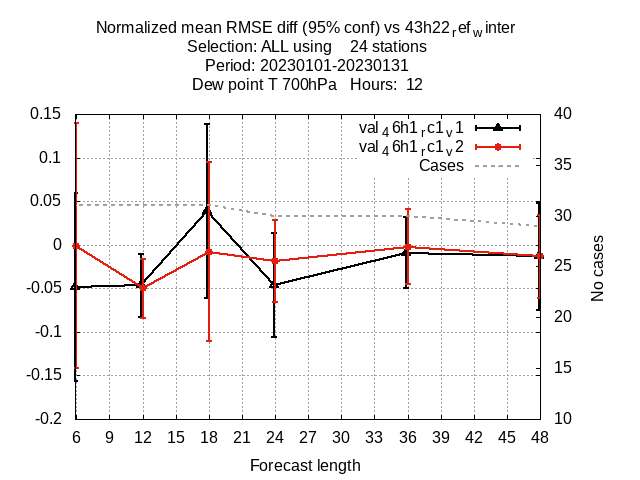 Normalized mean RMSE diff (95% conf) vs 43h22refwinter
Selection: ALL using 24 stations
Period: 20230101-20230131
Dew point T 700hPa Hours: 12
0.15 40
val46h1rc1v1
val46h1rc1v2
0.1 Cases 35
0.05 30
0 25
-0.05
-0.1 20
-0.15 15
-0.2 10
No cases
6 9 12 15 18 21 24 27 30 33 36 39 42 45 48
Forecast length